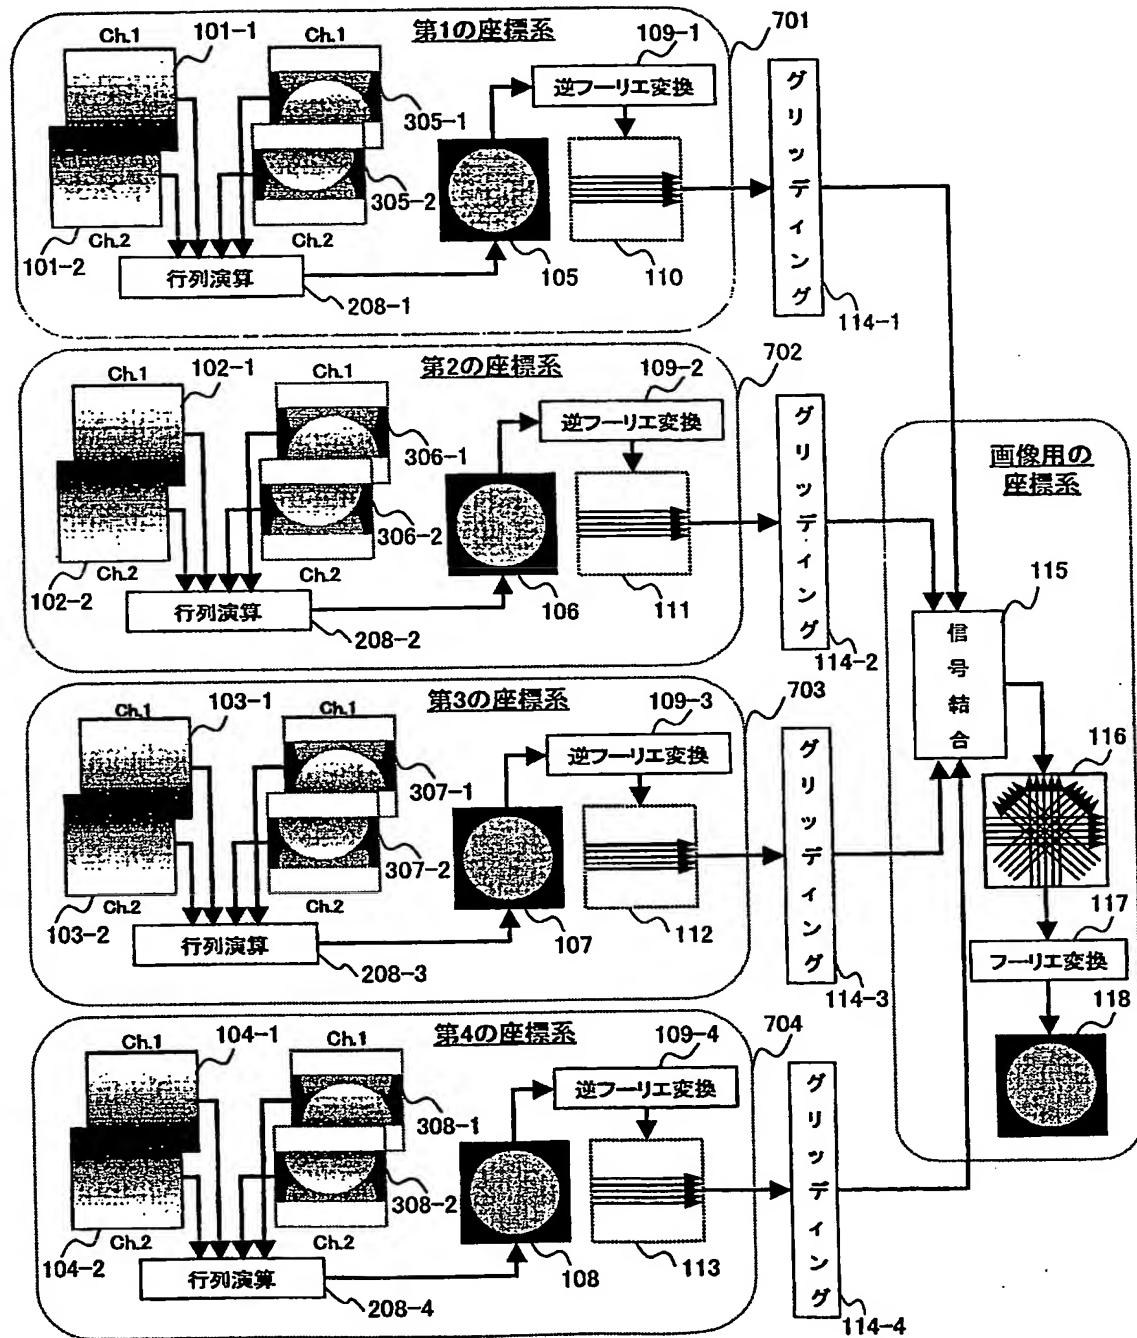 第1の座標系
701
Ch.1
101-1
Ch.1
109-1
逆フーリエ変換
305-1
305-2
101-2
Ch.2
Ch.2
行列演算
208-1
105
110
グリッディング
114-1
第2の座標系
702
Ch.1
102-1
Ch.1
109-2
逆フーリエ変換
306-1
306-2
102-2
Ch.2
Ch.2
行列演算
208-2
106
111
グリッディング
114-2
第3の座標系
703
Ch.1
103-1
Ch.1
109-3
逆フーリエ変換
307-1
307-2
103-2
Ch.2
Ch.2
行列演算
208-3
107
112
グリッディング
114-3
第4の座標系
704
Ch.1
104-1
Ch.1
109-4
逆フーリエ変換
308-1
308-2
104-2
Ch.2
Ch.2
行列演算
208-4
108
113
グリッディング
114-4
画像用の
座標系
115
信号結合
116
117
フーリエ変換
118